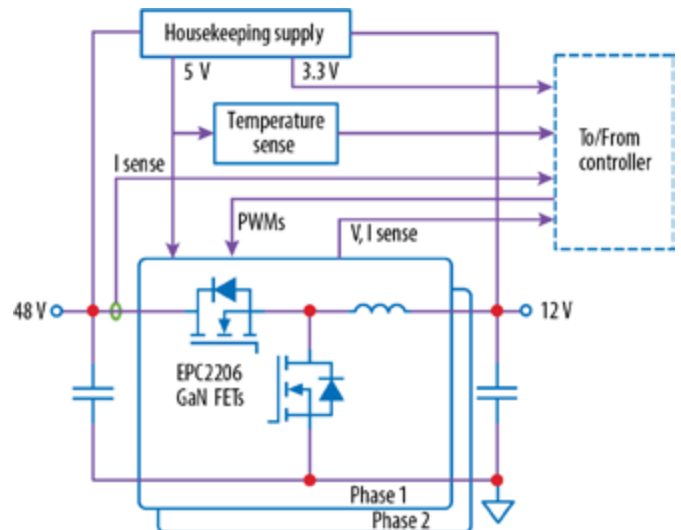 Housekeeping supply
5 V
3.3 V
Temperature
sense
To/From
controller
I sense
PWMs
V, I sense
48 V
12 V
EPC2206
GaN FETs
Phase 1
Phase 2